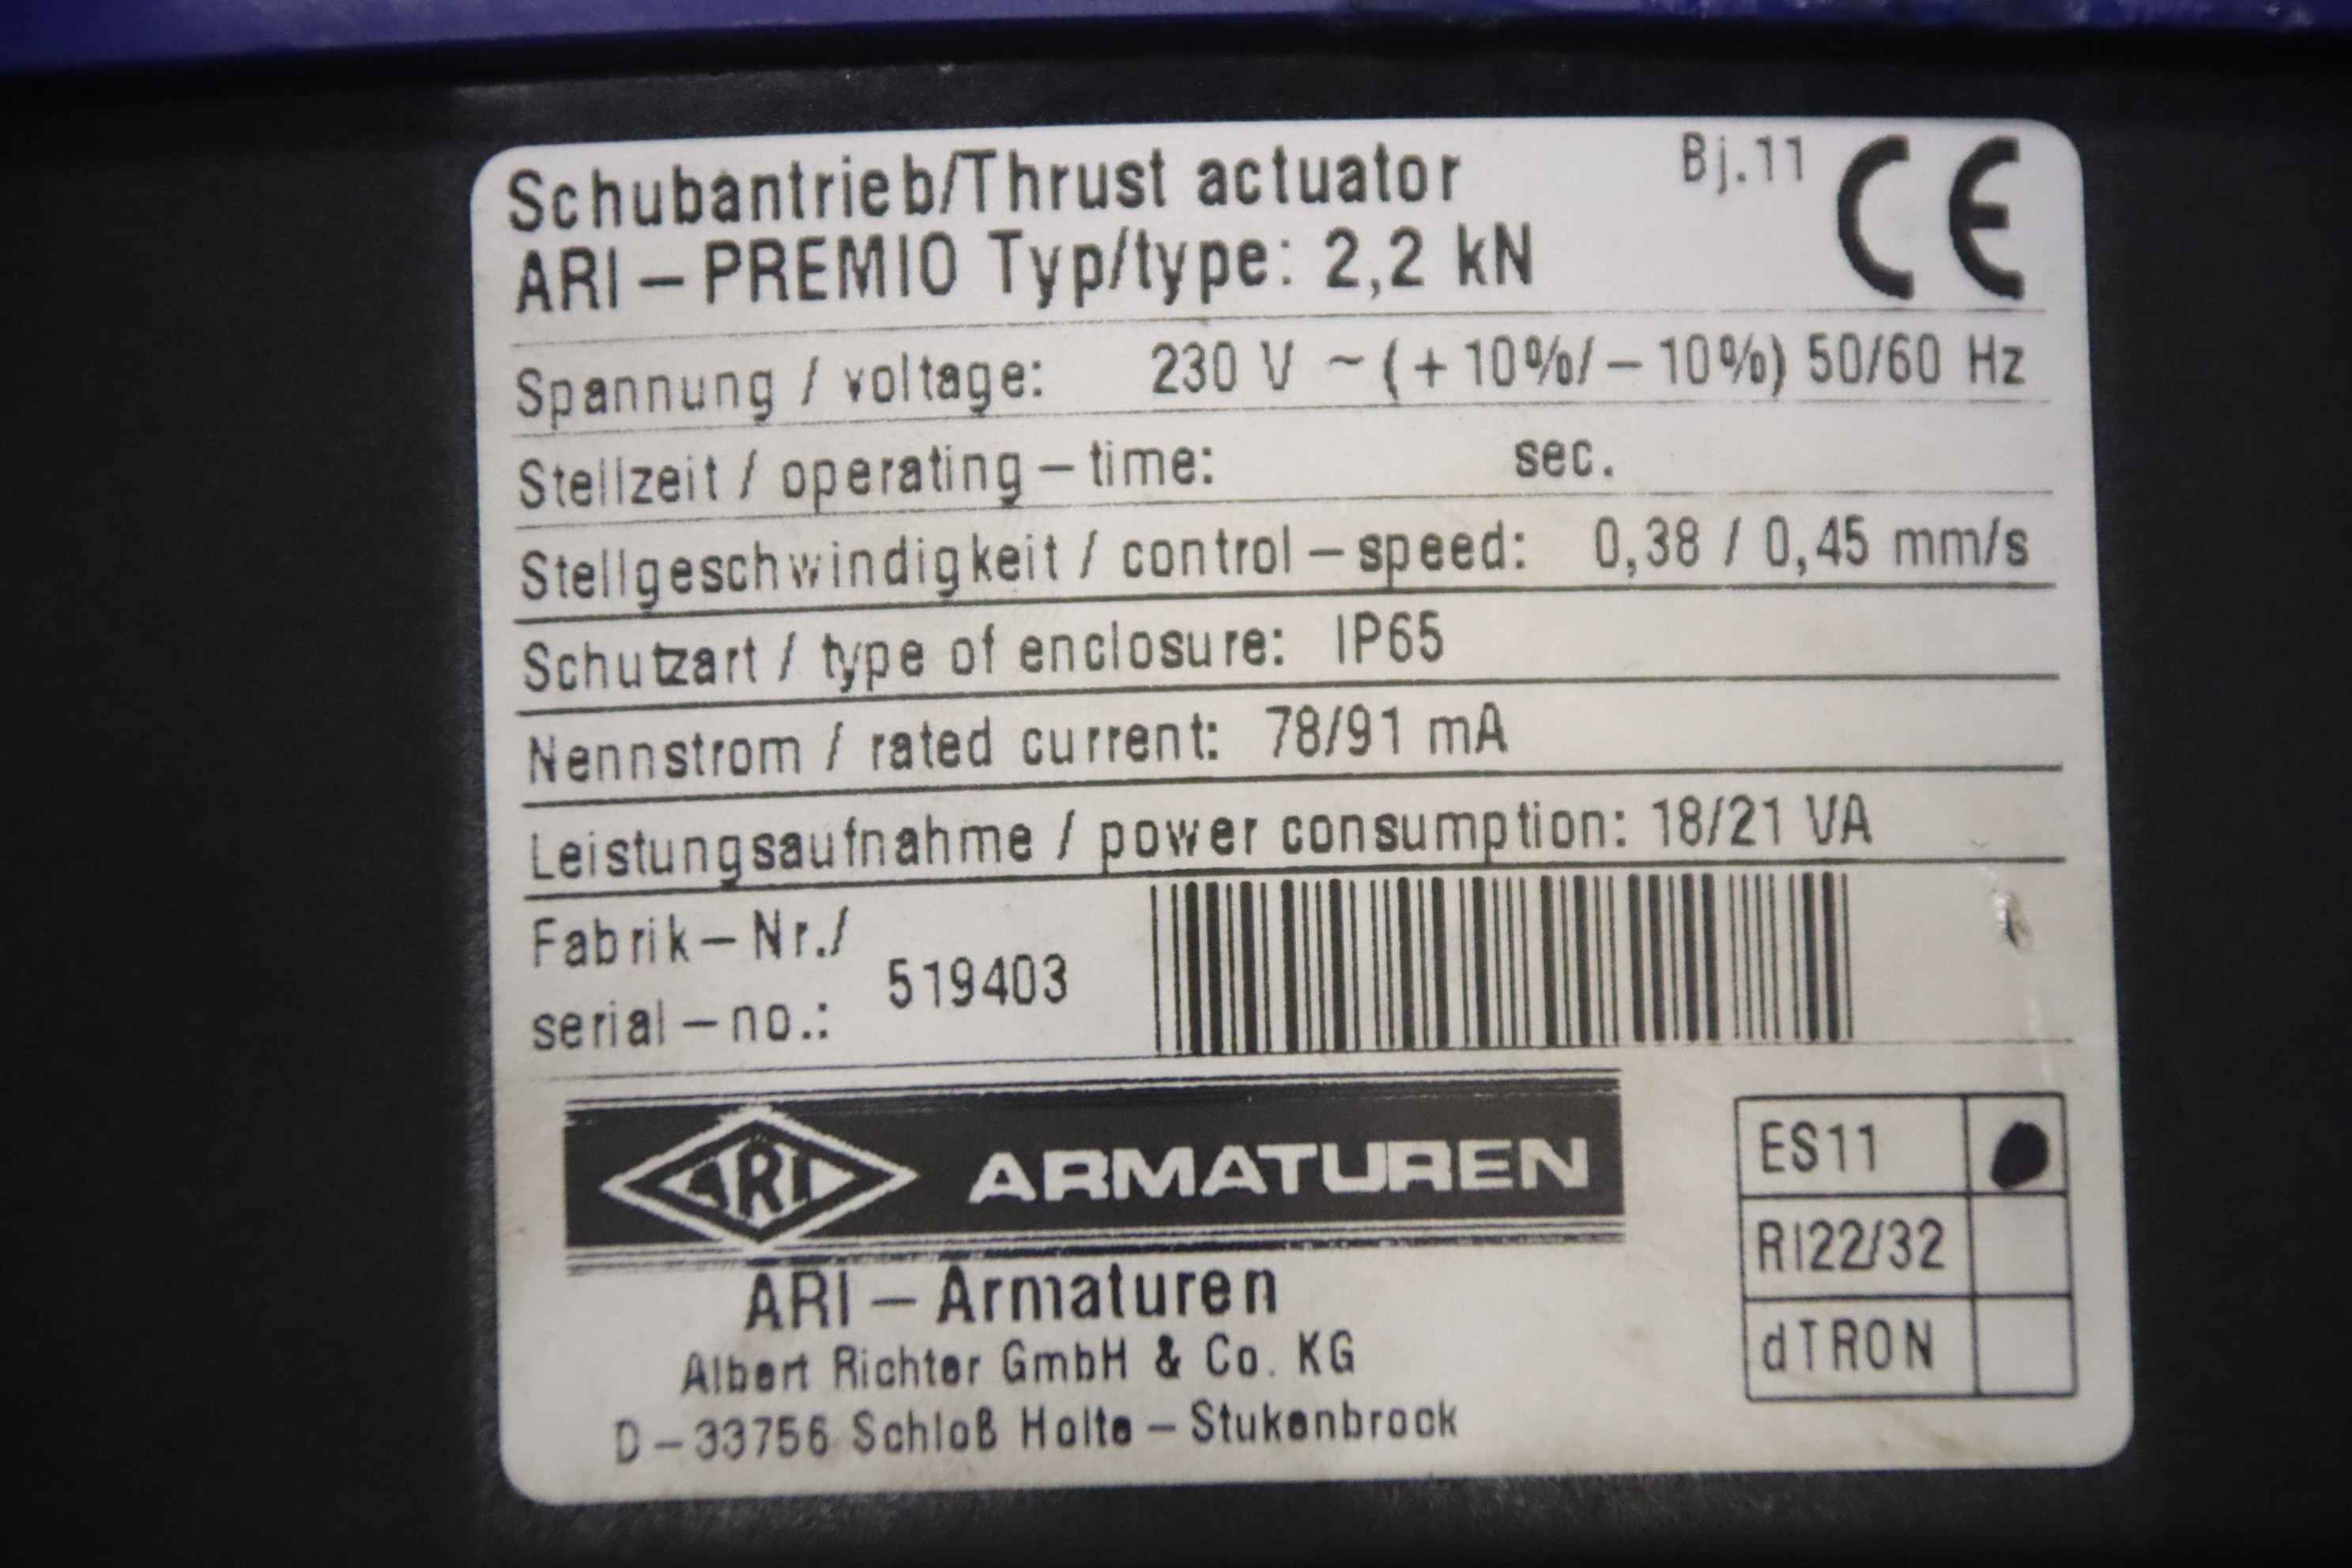 Schubantrieb/Thrust actuator Bj.11 CE
ARI – PREMIO Typ/type: 2,2 kN
Spannung / voltage: 230 V ~ (+10%/–10%) 50/60 Hz
Stellzeit / operating – time: sec.
Stellgeschwindigkeit / control – speed: 0,38 / 0,45 mm/s
Schutzart / type of enclosure: IP65
Nennstrom / rated current: 78/91 mA
Leistungsaufnahme / power consumption: 18/21 VA
Fabrik – Nr./
serial – no.: 519403
ARI ARMATUREN
ARI – Armaturen
Albert Richter GmbH & Co. KG
D – 33756 Schloß Holte – Stukenbrock
ES11
RI22/32
dTRON